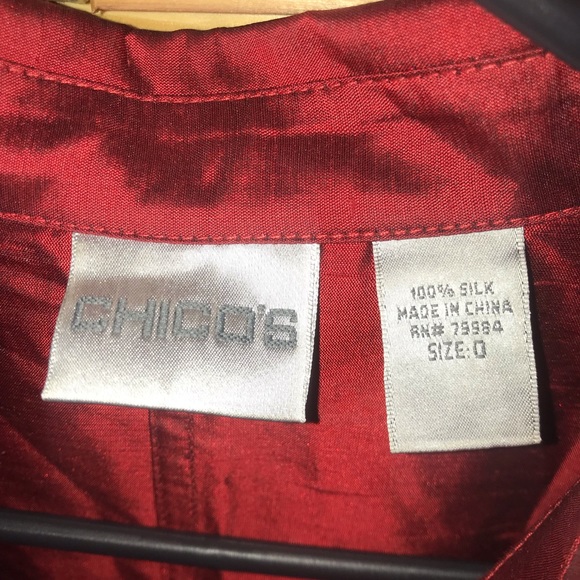 CHICO'S
100% SILK
MADE IN CHINA
RN# 79984
SIZE: 0